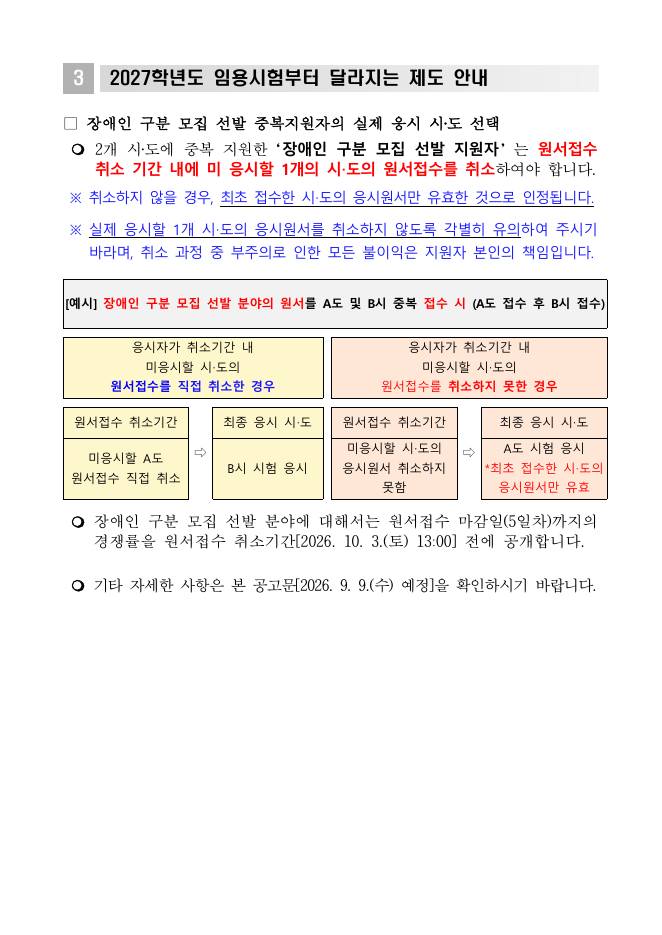 3 2027학년도 임용시험부터 달라지는 제도 안내
□ 장애인 구분 모집 선발 중복지원자의 실제 응시 시·도 선택
❍ 2개 시·도에 중복 지원한 ‘장애인 구분 모집 선발 지원자’ 는 원서접수
취소 기간 내에 미 응시할 1개의 시·도의 원서접수를 취소하여야 합니다.
※ 취소하지 않을 경우, 최초 접수한 시·도의 응시원서만 유효한 것으로 인정됩니다.
※ 실제 응시할 1개 시·도의 응시원서를 취소하지 않도록 각별히 유의하여 주시기
바라며, 취소 과정 중 부주의로 인한 모든 불이익은 지원자 본인의 책임입니다.
[예시] 장애인 구분 모집 선발 분야의 원서를 A도 및 B시 중복 접수 시 (A도 접수 후 B시 접수)
응시자가 취소기간 내
미응시할 시·도의
원서접수를 직접 취소한 경우
응시자가 취소기간 내
미응시할 시·도의
원서접수를 취소하지 못한 경우
원서접수 취소기간
미응시할 A도
원서접수 직접 취소
⇨
최종 응시 시·도
B시 시험 응시
원서접수 취소기간
미응시할 시·도의
응시원서 취소하지
못함
⇨
최종 응시 시·도
A도 시험 응시
*최초 접수한 시·도의
응시원서만 유효
❍ 장애인 구분 모집 선발 분야에 대해서는 원서접수 마감일(5일차)까지의
경쟁률을 원서접수 취소기간[2026. 10. 3.(토) 13:00] 전에 공개합니다.
❍ 기타 자세한 사항은 본 공고문[2026. 9. 9.(수) 예정]을 확인하시기 바랍니다.